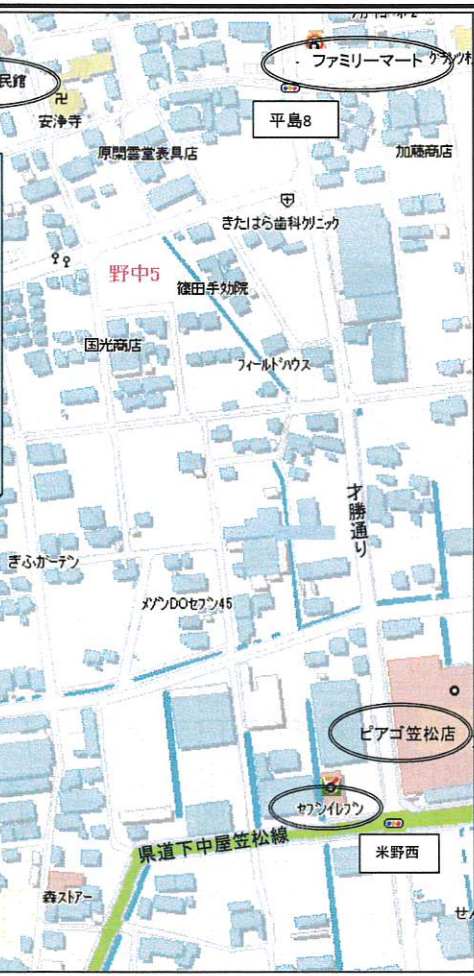 ファミリーマート
民館
卍
安浄寺
平島8
原開雲堂表具店
加藤商店
きたはら歯科クリニック
野中5
篠田手効院
国光商店
フィールドハウス
才勝通り
ぎふガーデン
メゾンDOセブン45
ピアゴ笠松店
セブンイレブン
県道下中屋笠松線
米野西
森ストアー
せん